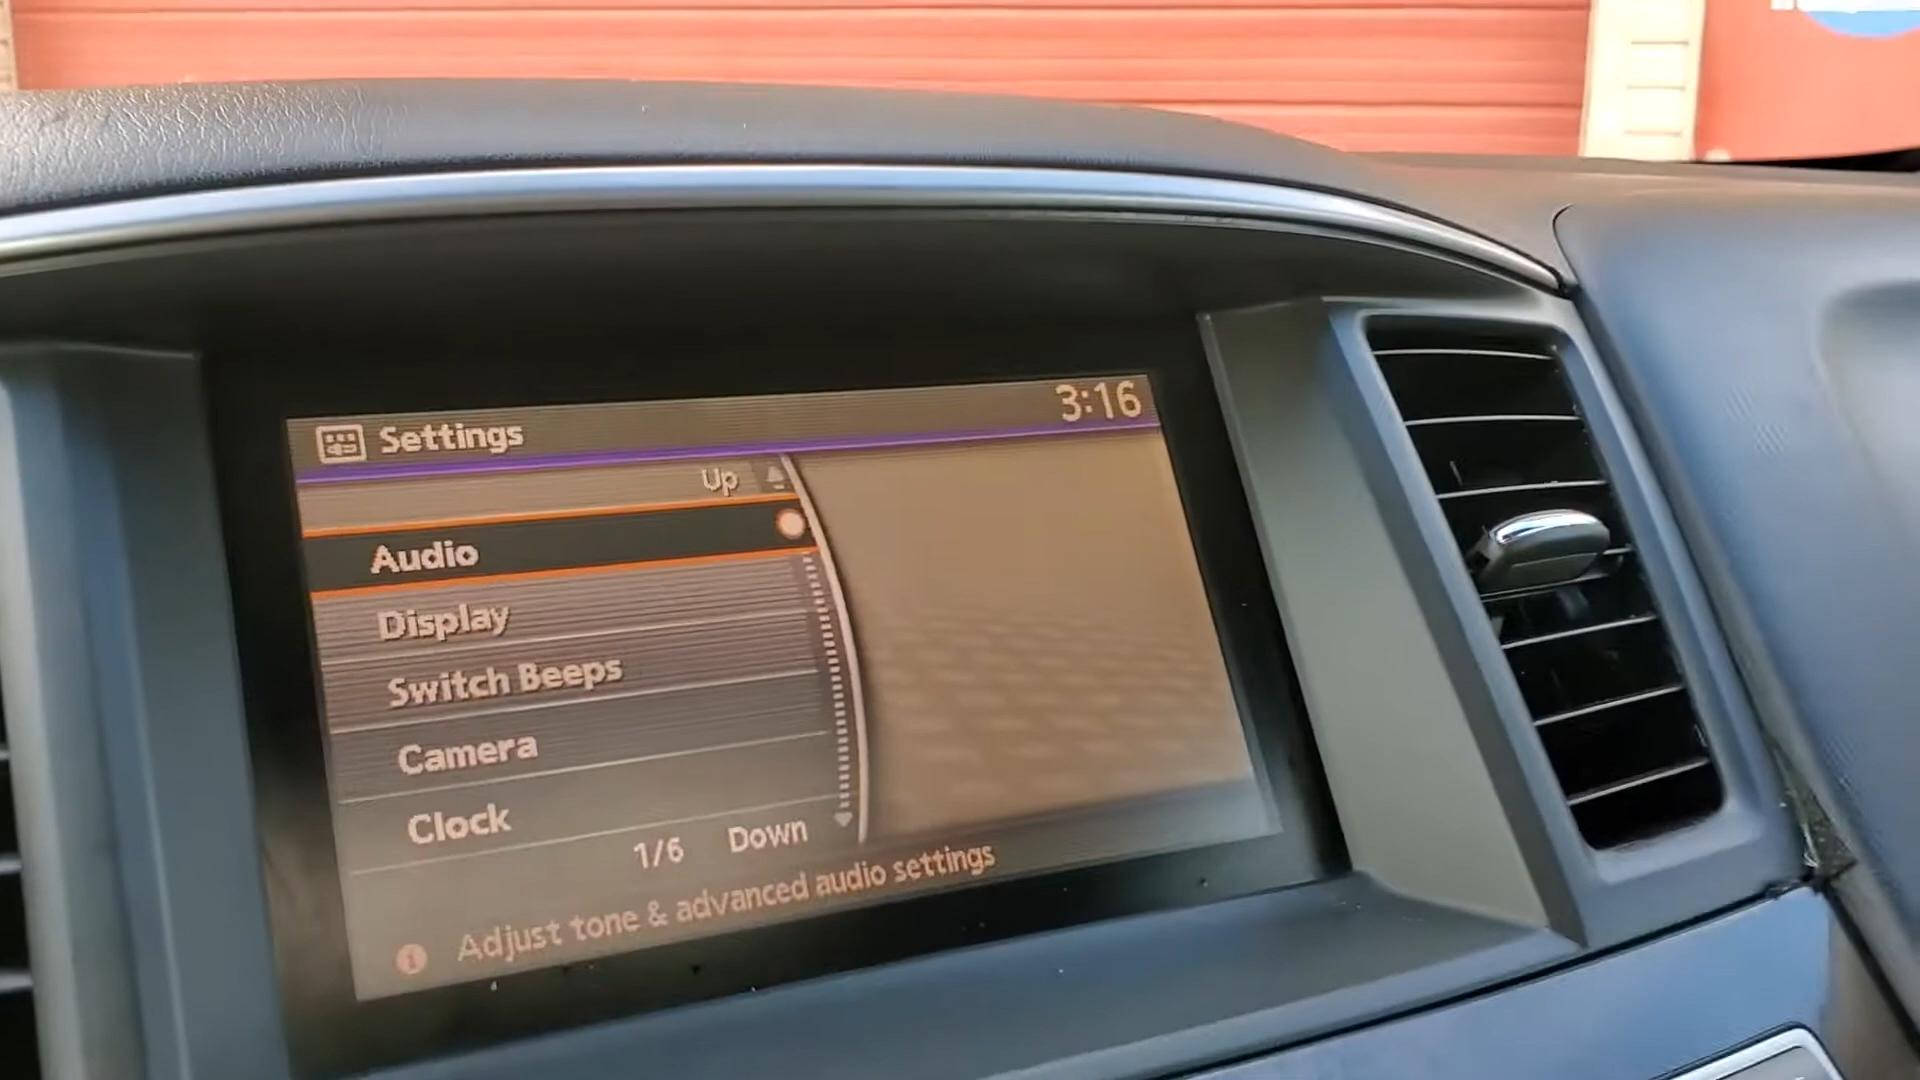 Settings
3:16
Up
Audio
Display
Switch Beeps
Camera
Clock
1/6 Down
Adjust tone & advanced audio settings